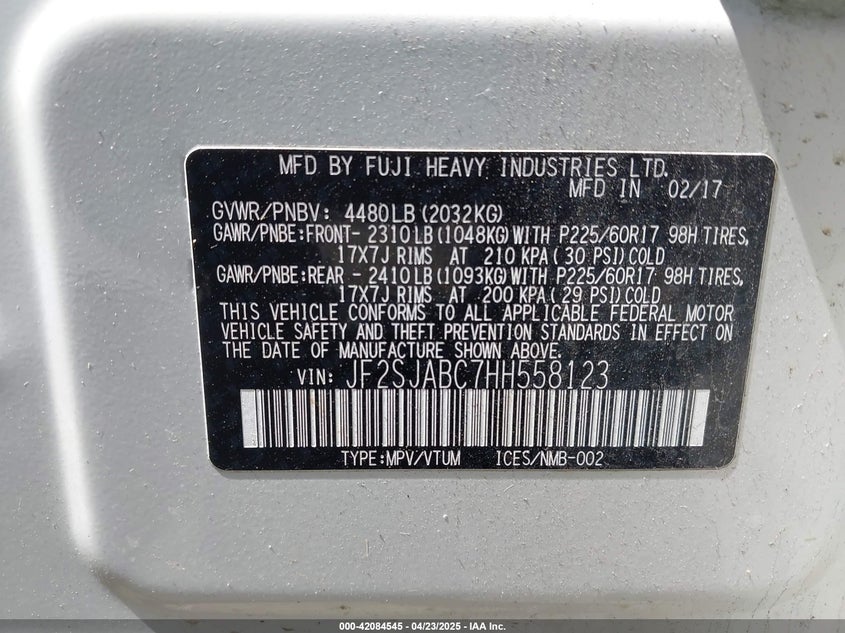 MFD BY FUJI HEAVY INDUSTRIES LTD.
MFD IN 02/17
GVWR/PNBV: 4480LB(2032KG)
GAWR/PNBE:FRONT- 2310LB(1048KG)WITH P225/60R17 98H TIRES,
17X7J RIMS AT 210 KPA(30 PSI)COLD
GAWR/PNBE:REAR - 2410LB(1093KG)WITH P225/60R17 98H TIRES,
17X7J RIMS AT 200 KPA(29 PSI)COLD
THIS VEHICLE CONFORMS TO ALL APPLICABLE FEDERAL MOTOR
VEHICLE SAFETY AND THEFT PREVENTION STANDARDS IN EFFECT ON
THE DATE OF MANUFACTURE SHOWN ABOVE.
VIN: JF2SJABC7HH558123
TYPE:MPV/VTUM ICES/NMB-002
000-42084545 - 04/23/2025 - IAA Inc.